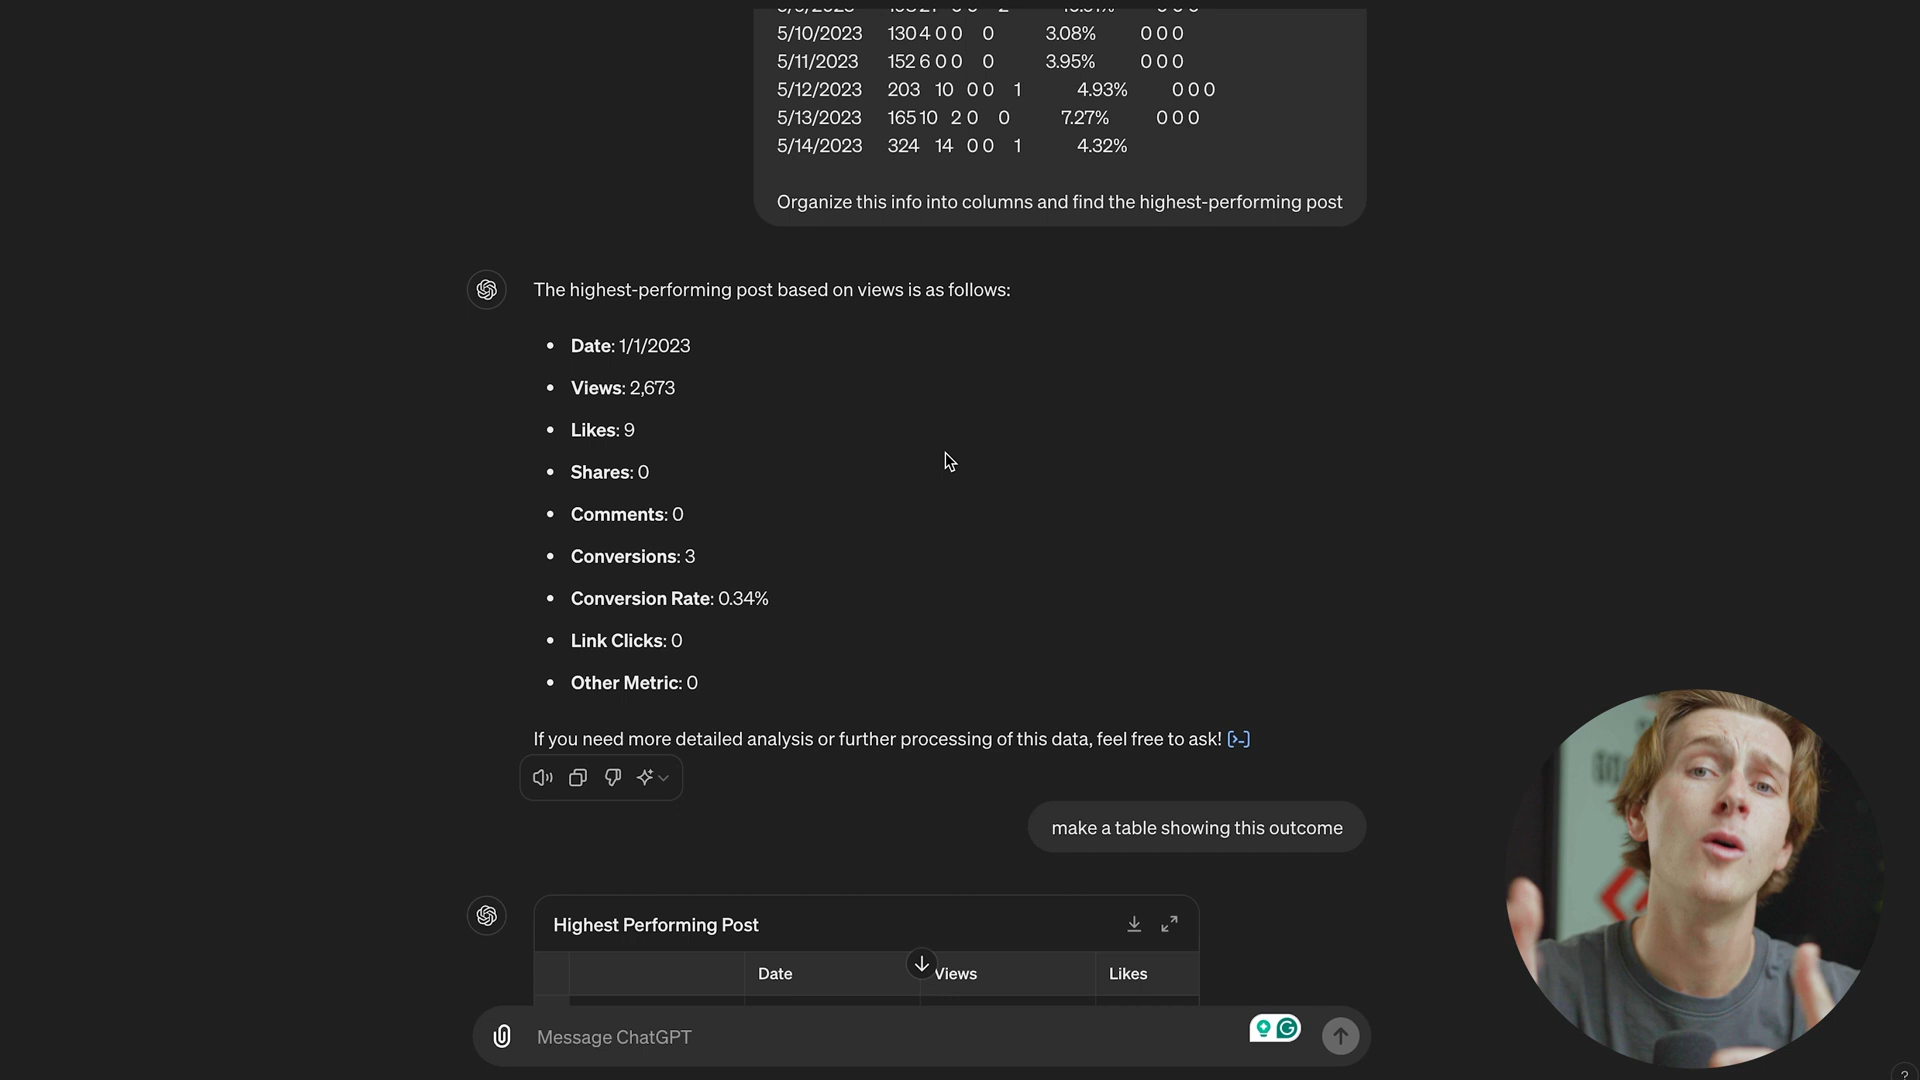 5/10/2023 130 4 0 0 0 3.08% 0 0 0
5/11/2023 152 6 0 0 0 3.95% 0 0 0
5/12/2023 203 10 0 0 1 4.93% 0 0 0
5/13/2023 165 10 2 0 0 7.27% 0 0 0
5/14/2023 324 14 0 0 1 4.32%
Organize this info into columns and find the highest-performing post
The highest-performing post based on views is as follows:
• Date: 1/1/2023
• Views: 2,673
• Likes: 9
• Shares: 0
• Comments: 0
• Conversions: 3
• Conversion Rate: 0.34%
• Link Clicks: 0
• Other Metric: 0
If you need more detailed analysis or further processing of this data, feel free to ask! [>-]
make a table showing this outcome
Highest Performing Post
Date Views Likes
Message ChatGPT
?